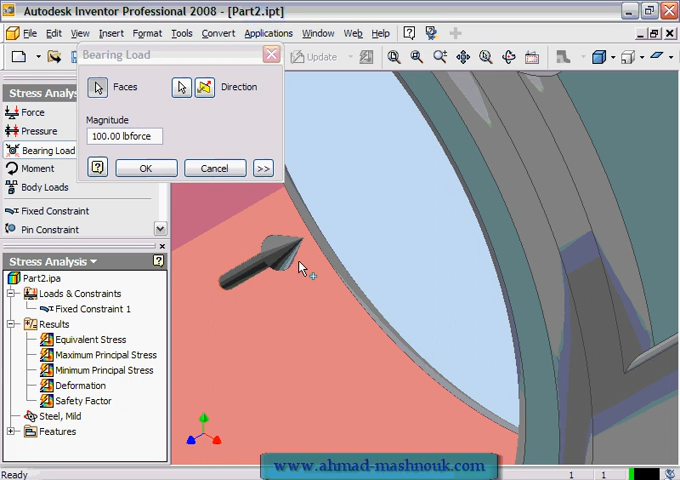 Autodesk Inventor Professional 2008 - [Part2.ipt]
File View Insert Format Tools Convert Applications Window Web Help
Update
Bearing Load
Faces Direction
Magnitude
100.00 lbforce
OK Cancel >>
Stress Anal
Force
Pressure
Bearing Load
Moment
Body Loads
Fixed Constraint
Pin Constraint
Stress Analysis
Part2.ipa
Loads & Constraints
Fixed Constraint 1
Results
Equivalent Stress
Maximum Principal Stress
Minimum Principal Stress
Deformation
Safety Factor
Steel, Mild
Features
www.ahmad-mashnouk.com
Ready 1 1